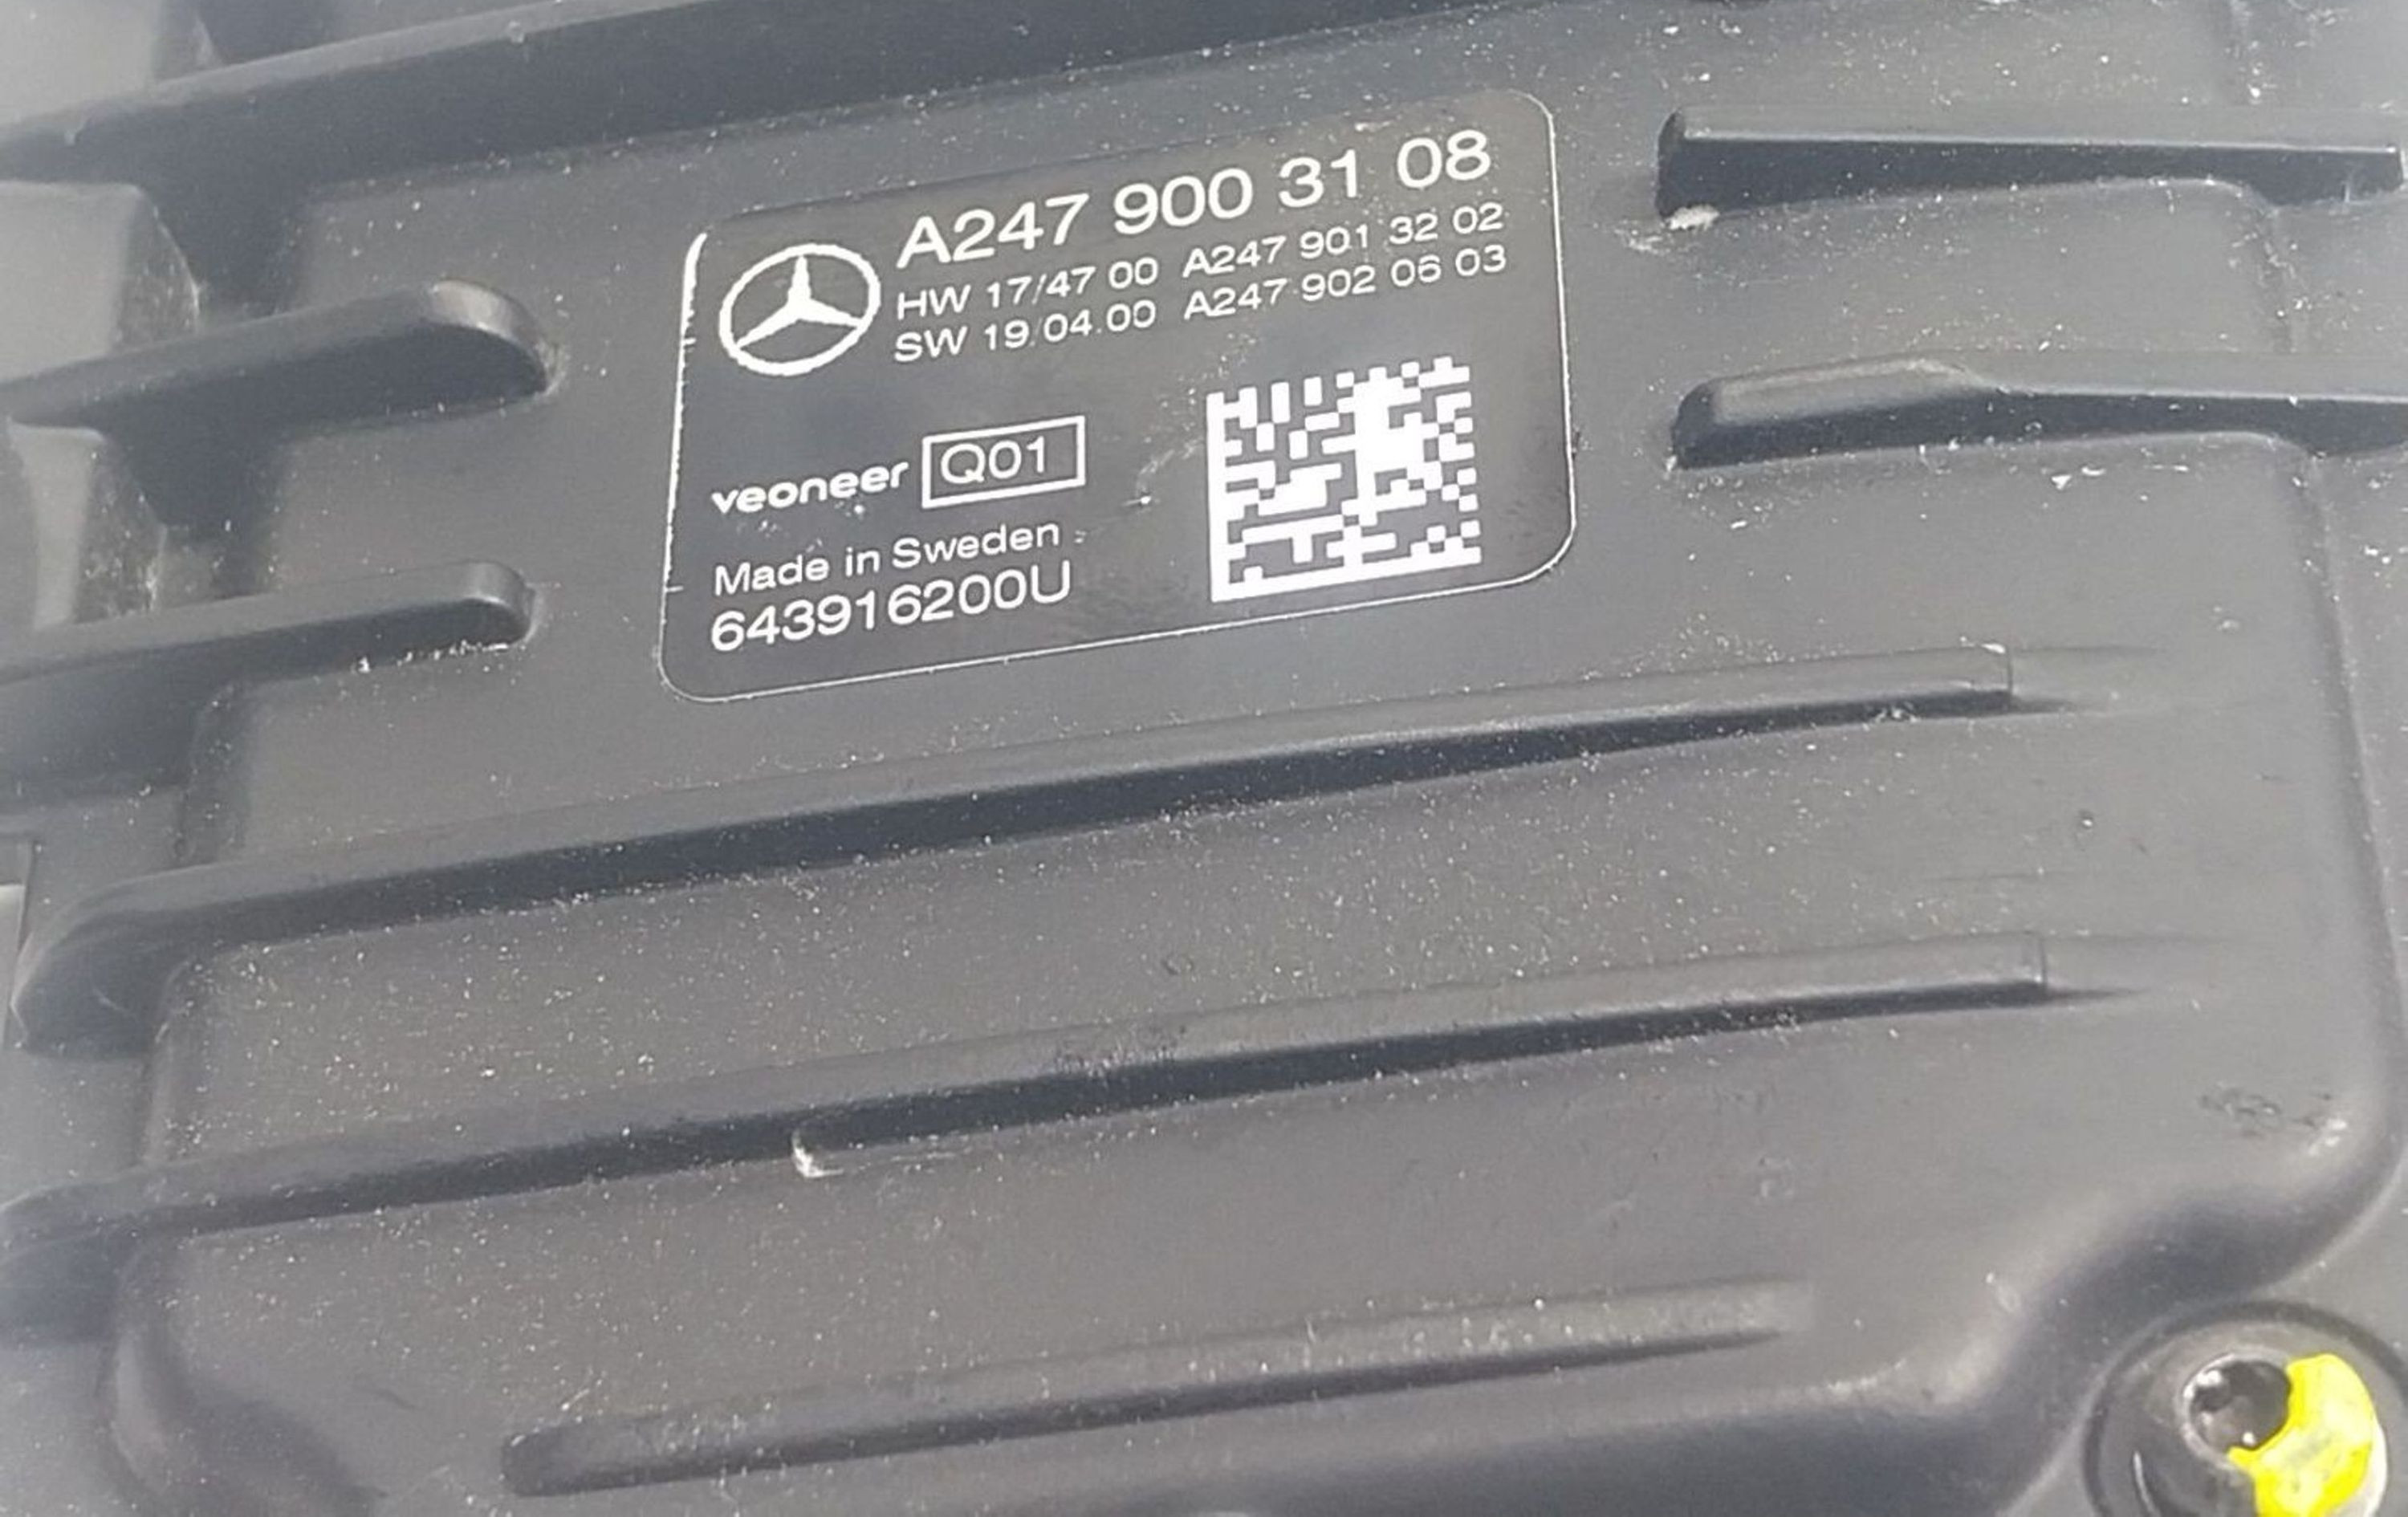 A247 900 31 08
HW 17/47 00 A247 901 32 02
SW 19/04.00 A247 902 06 03
veoneer Q01
Made in Sweden
643916200U